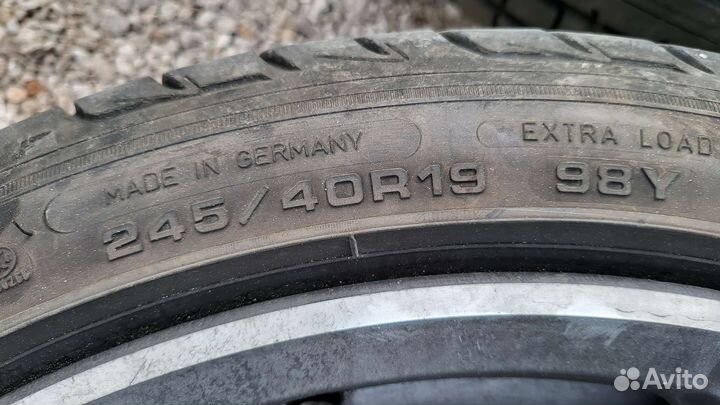 MADE IN GERMANY
EXTRA LOAD
245/40R19 98Y
Avito